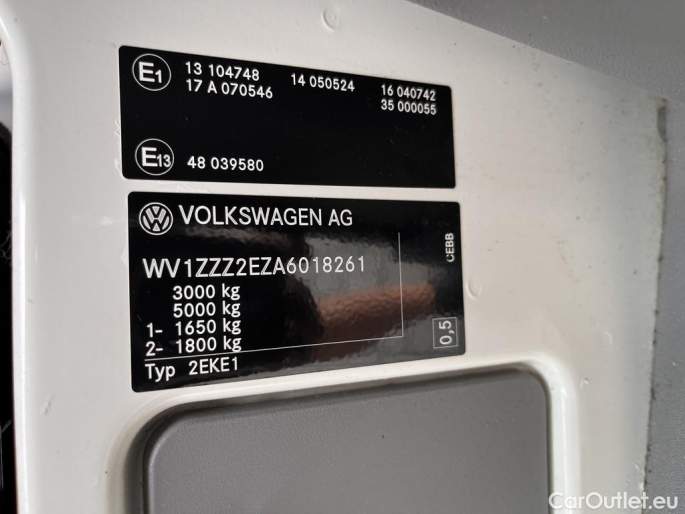 E1 13 104748 14 050524 16 040742
17 A 070546 35 000055
E13 48 039580
VOLKSWAGEN AG
CEBB
WV1ZZZ2EZA6018261
3000 kg
5000 kg
1- 1650 kg
2- 1800 kg
0,5
Typ 2EKE1
CarOutlet.eu